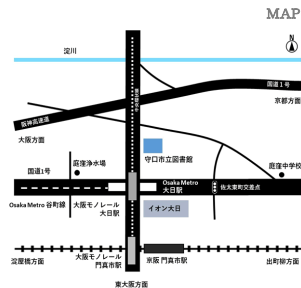 MAP
N
淀川
国道１号
京都方面
阪神高速道
大阪方面
守口市立図書館
庭窪浄水場
庭窪中学校
国道1号
Osaka Metro
大日駅
佐太東町交差点
Osaka Metro 谷町線
大阪モノレール
大日駅
イオン大日
淀屋橋方面
大阪モノレール
門真市駅
京阪 門真市駅
出町柳方面
東大阪方面